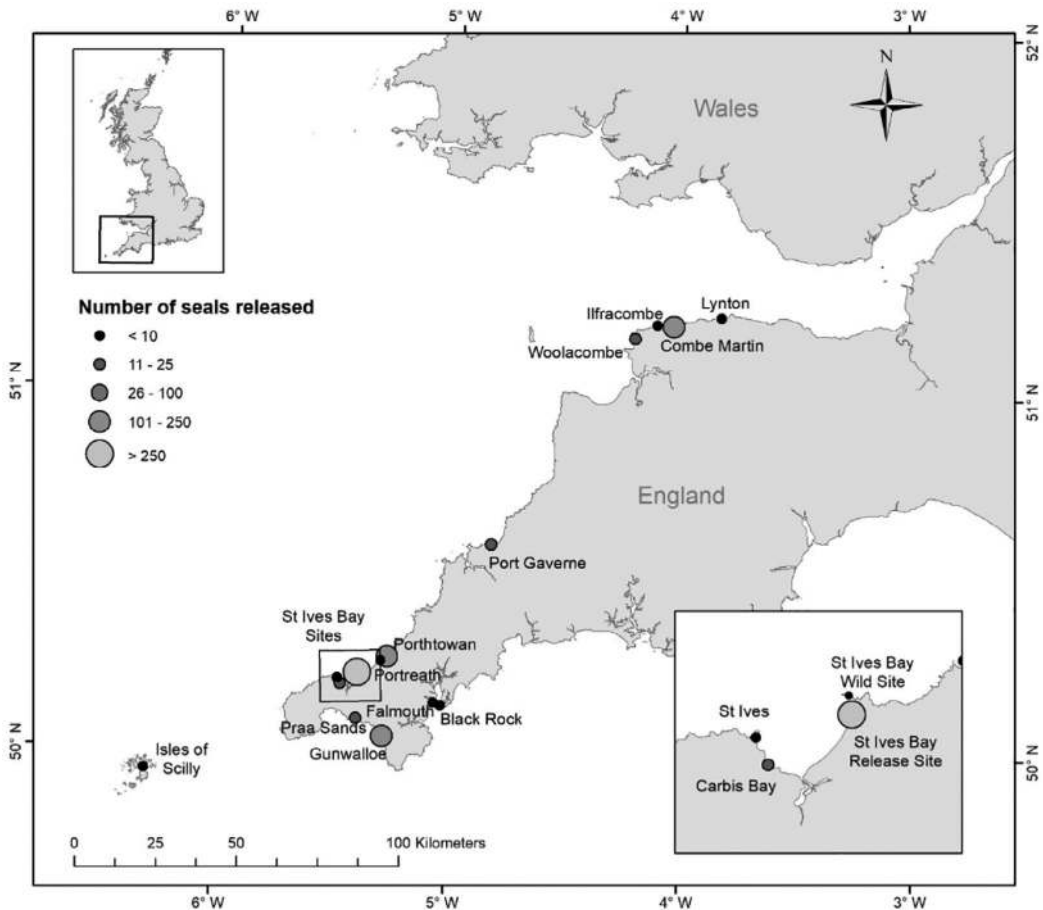 6° W
5° W
4° W
3° W
52° N
N
Wales
Number of seals released
< 10
11 - 25
26 - 100
101 - 250
> 250
Ilfracombe
Lynton
Woolacombe
Combe Martin
51° N
51° N
England
Port Gaverne
St Ives Bay
Sites
Porthtowan
Portreath
Falmouth
Black Rock
Praa Sands
Gunwalloe
50° N
Isles of
Scilly
St Ives Bay
Wild Site
St Ives
St Ives Bay
Release Site
Carbis Bay
50° N
0
25
50
100 Kilometers
6° W
5° W
4° W
3° W